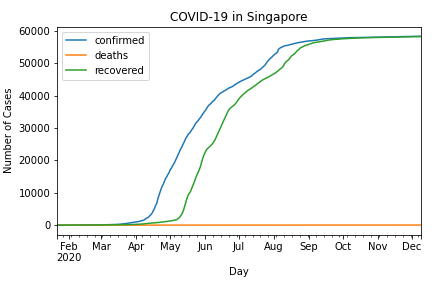 COVID-19 in Singapore
confirmed
deaths
recovered
Number of Cases
60000
50000
40000
30000
20000
10000
0
Feb Mar Apr May Jun Jul Aug Sep Oct Nov Dec
2020
Day